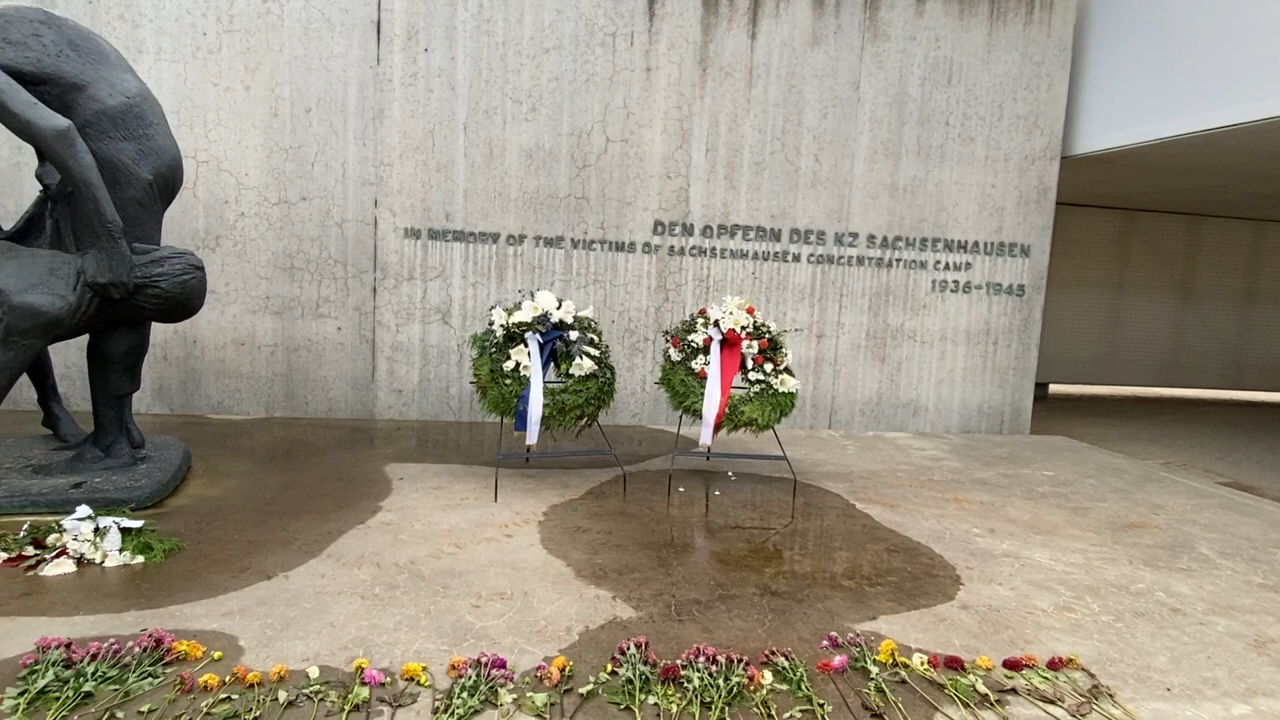 DEN OPFERN DES KZ SACHSENHAUSEN
IN MEMORY OF THE VICTIMS OF SACHSENHAUSEN CONCENTRATION CAMP
1936-1945